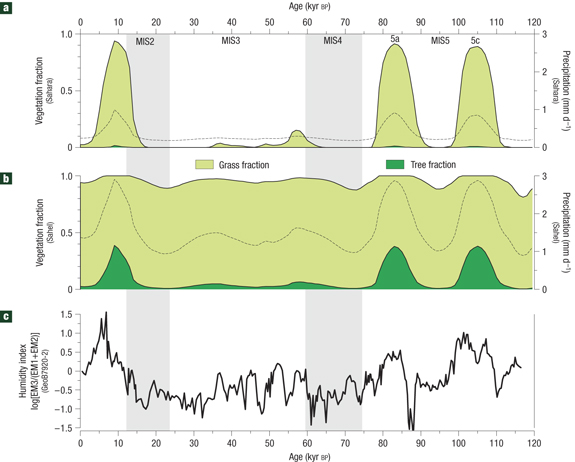 a
Age (kyr BP)
0 10 20 30 40 50 60 70 80 90 100 110 120
MIS2 MIS3 MIS4 5a MIS5 5c
1.0
0.5
0
Vegetation fraction
(Sahara)
3
2
1
0
Precipitation (mm d⁻¹)
(Sahara)
Grass fraction
Tree fraction
b
1.0
0.5
0
Vegetation fraction
(Sahel)
3
2
1
0
Precipitation (mm d⁻¹)
(Sahel)
c
1.5
1.0
0.5
0
−0.5
−1.0
−1.5
Humidity index
log[EM3/(EM1+EM2)]
(GeoB7920-2)
0 10 20 30 40 50 60 70 80 90 100 110 120
Age (kyr BP)